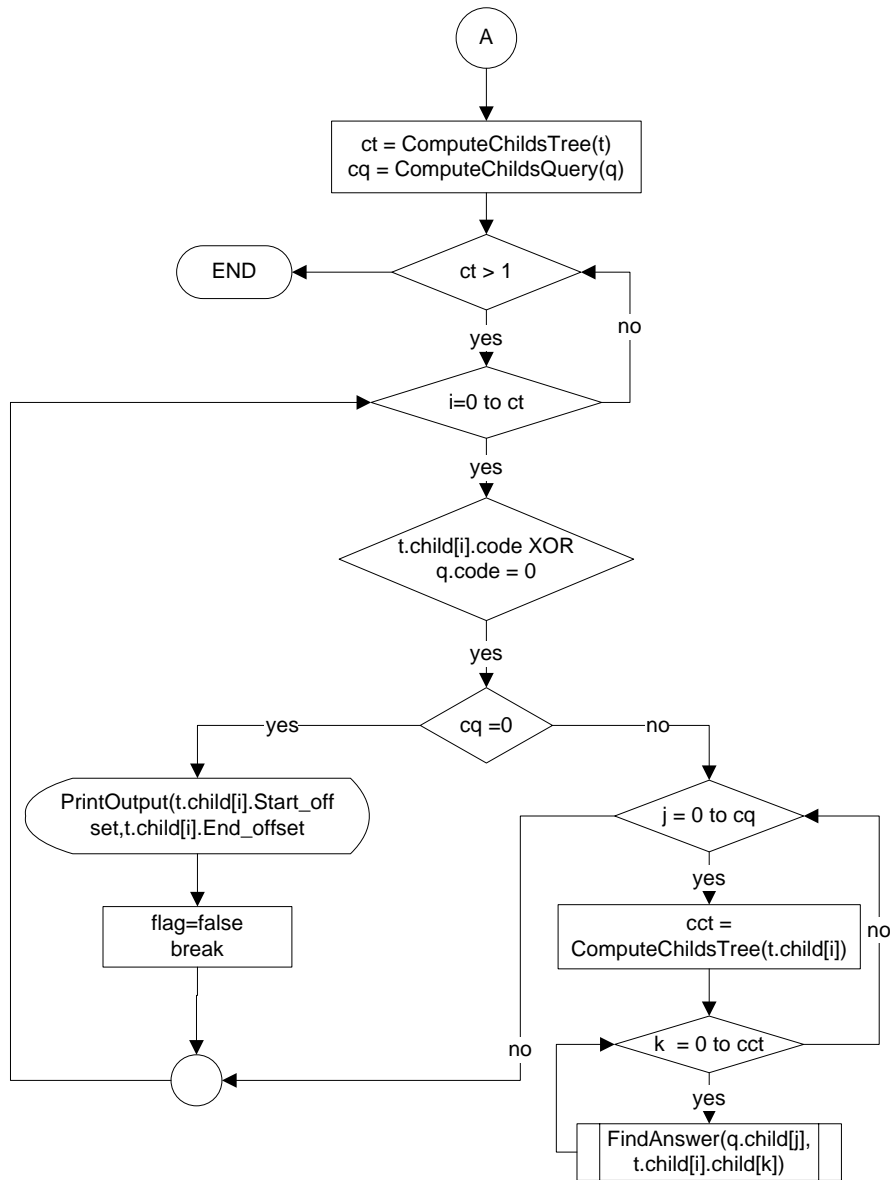 A
ct = ComputeChildsTree(t)
cq = ComputeChildsQuery(q)
END
ct > 1
no
yes
i=0 to ct
yes
t.child[i].code XOR
q.code = 0
yes
cq =0
yes
no
PrintOutput(t.child[i].Start_off
set,t.child[i].End_offset
j = 0 to cq
yes
flag=false
break
cct =
ComputeChildsTree(t.child[i])
no
k = 0 to cct
no
yes
FindAnswer(q.child[j],
t.child[i].child[k])